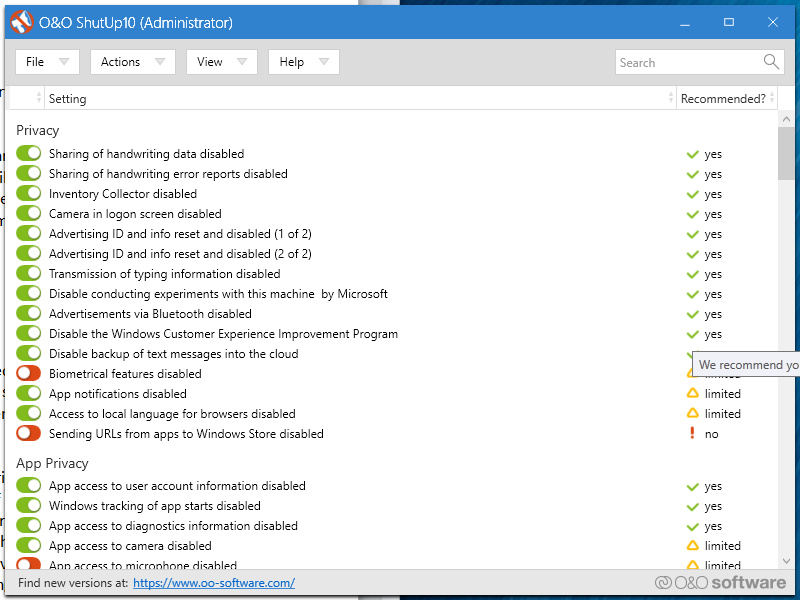 O&O ShutUp10 (Administrator)
File Actions View Help Search
Setting Recommended?
Privacy
Sharing of handwriting data disabled yes
Sharing of handwriting error reports disabled yes
Inventory Collector disabled yes
Camera in logon screen disabled yes
Advertising ID and info reset and disabled (1 of 2) yes
Advertising ID and info reset and disabled (2 of 2) yes
Transmission of typing information disabled yes
Disable conducting experiments with this machine  by Microsoft yes
Advertisements via Bluetooth disabled yes
Disable the Windows Customer Experience Improvement Program yes
Disable backup of text messages into the cloud
We recommend yo
Biometrical features disabled limited
App notifications disabled limited
Access to local language for browsers disabled limited
Sending URLs from apps to Windows Store disabled ! no
App Privacy
App access to user account information disabled yes
Windows tracking of app starts disabled yes
App access to diagnostics information disabled yes
App access to camera disabled limited
App access to microphone disabled limited
Find new versions at: https://www.oo-software.com/ O&O software